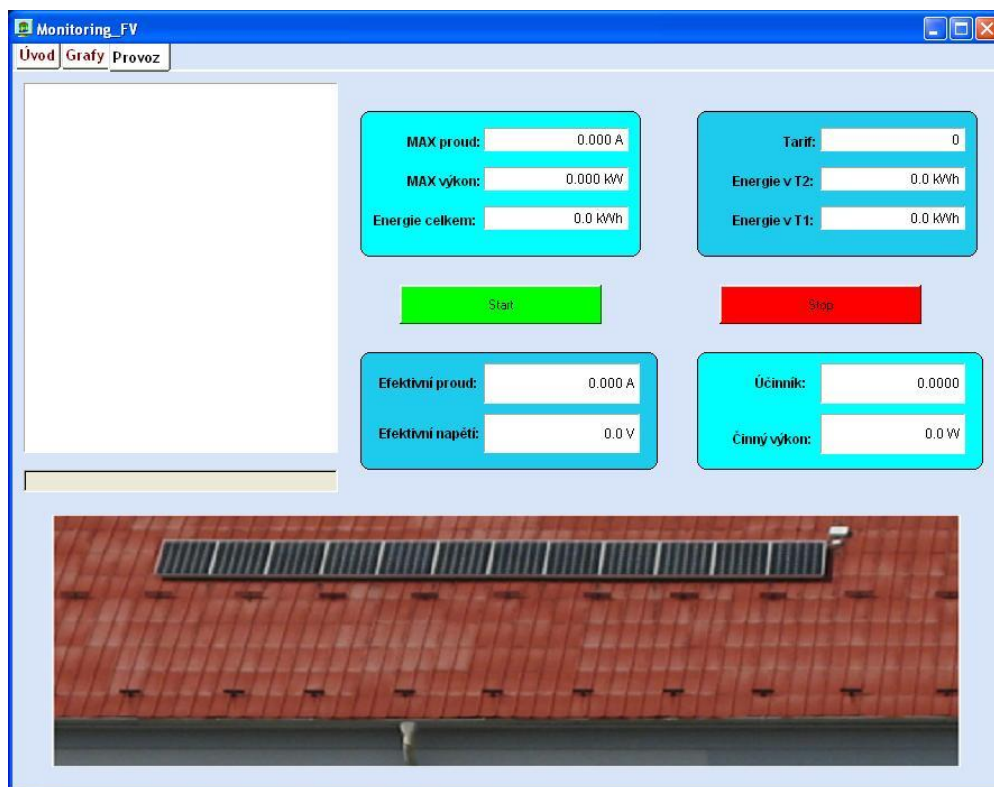 Monitoring_FV
Úvod Grafy Provoz
MAX proud: 0.000 A
MAX výkon: 0.000 kW
Energie celkem: 0.0 kWh
Tarif: 0
Energie v T2: 0.0 kWh
Energie v T1: 0.0 kWh
Start
Stop
Efektivní proud: 0.000 A
Efektivní napětí: 0.0 V
Účinník: 0.0000
Činný výkon: 0.0 W